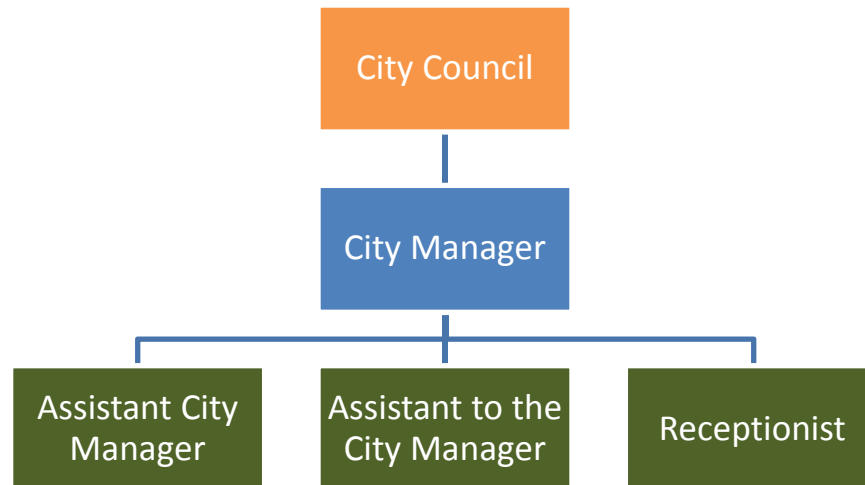 City Council
City Manager
Assistant City
Manager
Assistant to the
City Manager
Receptionist